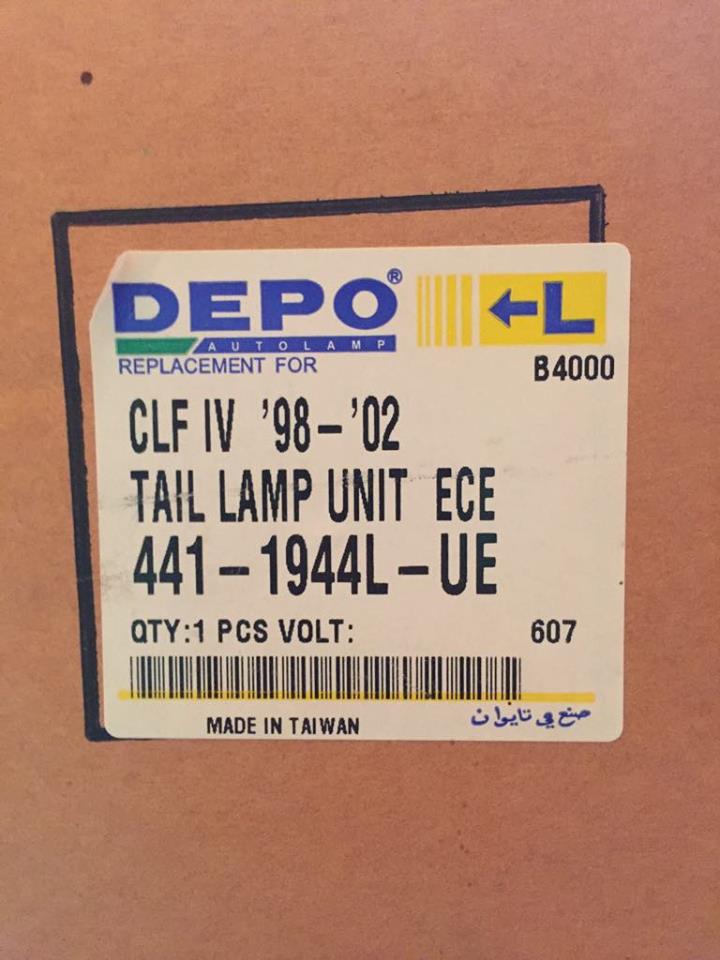 DEPO®
AUTOLAMP
←L
REPLACEMENT FOR
B4000
CLF IV '98-'02
TAIL LAMP UNIT ECE
441-1944L-UE
QTY:1 PCS VOLT:
607
MADE IN TAIWAN
صنع في تايوان